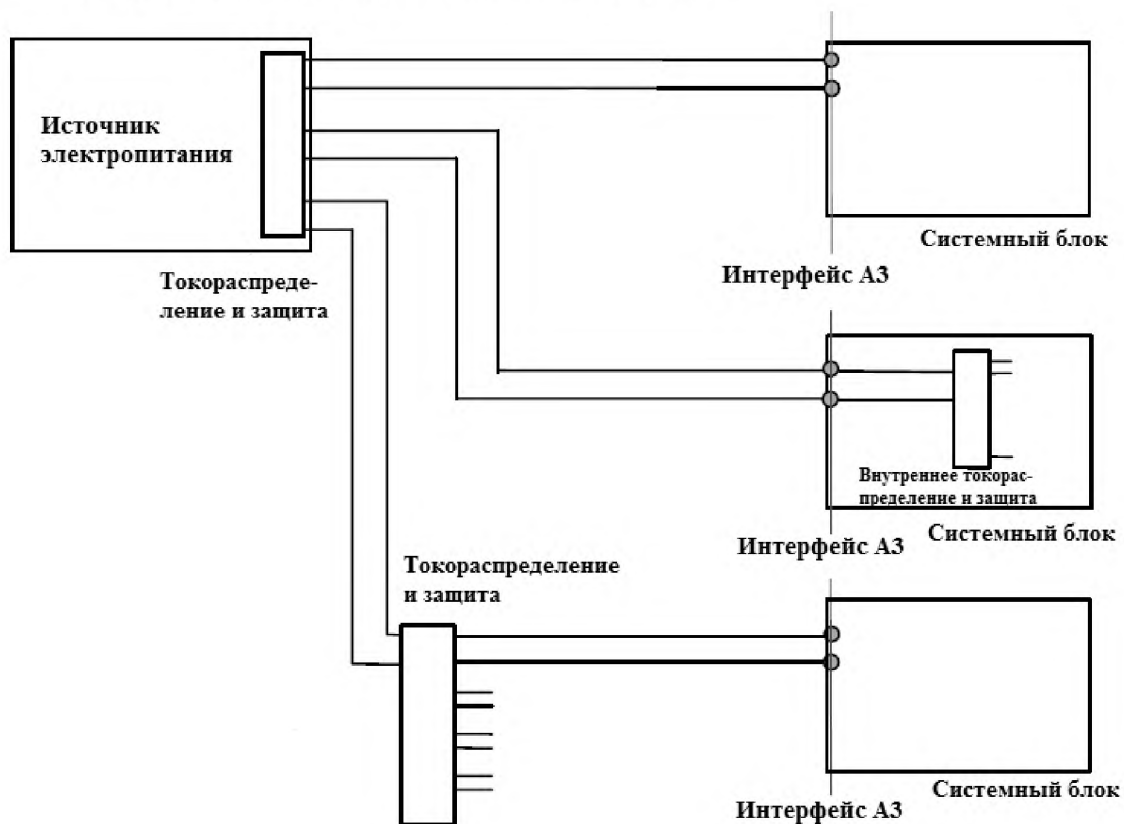 Источник
электропитания
Токораспреде-
ление и защита
Системный блок
Интерфейс А3
Внутреннее токорас-
пределение и защита
Системный блок
Интерфейс А3
Токораспределение
и защита
Системный блок
Интерфейс А3